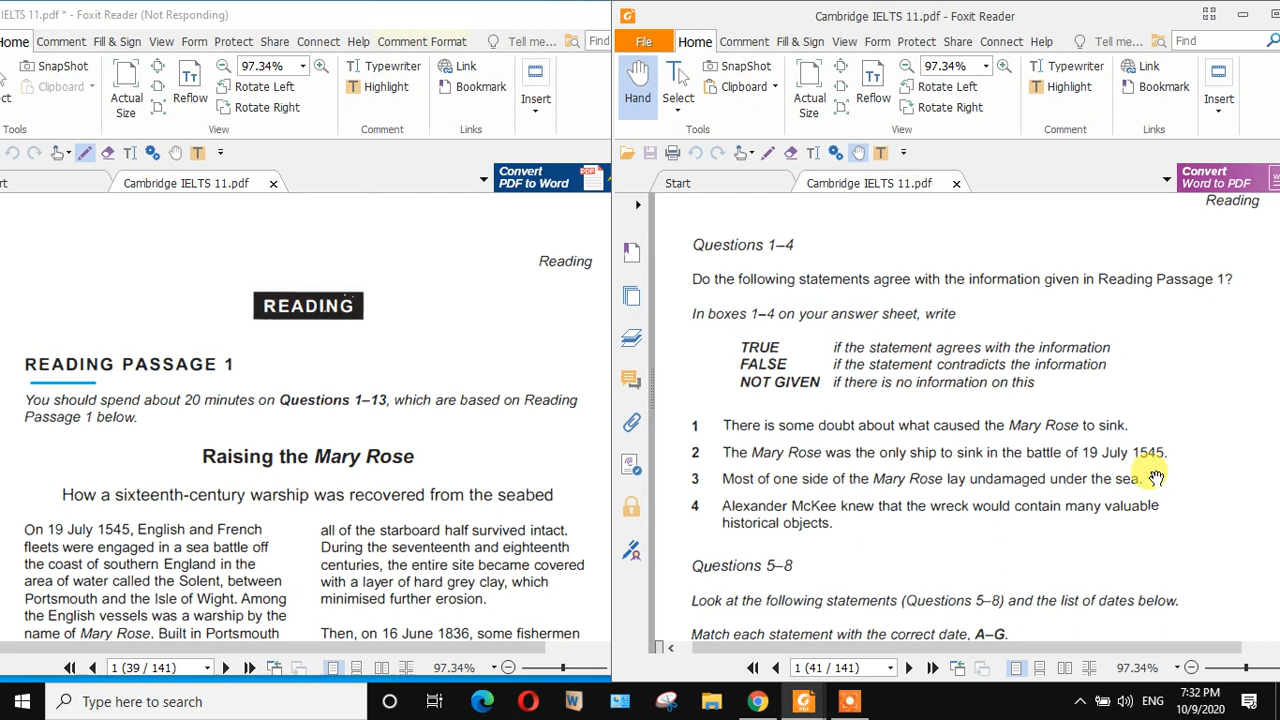 IELTS 11.pdf * - Foxit Reader (Not Responding)
Home Comment Fill & Sign View Form Protect Share Connect Help Comment Format Tell me... Find
SnapShot
Clipboard
Tools
Actual Size
Reflow
97.34%
Rotate Left
Rotate Right
View
Typewriter
Highlight
Comment
Link
Bookmark
Links
Insert
Convert
PDF to Word
Cambridge IELTS 11.pdf
Reading
READING
READING PASSAGE 1
You should spend about 20 minutes on Questions 1–13, which are based on Reading
Passage 1 below.
Raising the Mary Rose
How a sixteenth-century warship was recovered from the seabed
On 19 July 1545, English and French
fleets were engaged in a sea battle off
the coast of southern England in the
area of water called the Solent, between
Portsmouth and the Isle of Wight. Among
the English vessels was a warship by the
name of Mary Rose. Built in Portsmouth
all of the starboard half survived intact.
During the seventeenth and eighteenth
centuries, the entire site became covered
with a layer of hard grey clay, which
minimised further erosion.
Then, on 16 June 1836, some fishermen
1 (39 / 141)
97.34%
Cambridge IELTS 11.pdf - Foxit Reader
File Home Comment Fill & Sign View Form Protect Share Connect Help Tell me... Find
Hand
Select
SnapShot
Clipboard
Tools
Actual Size
Reflow
97.34%
Rotate Left
Rotate Right
View
Typewriter
Highlight
Comment
Link
Bookmark
Links
Insert
Convert
Word to PDF
Start
Cambridge IELTS 11.pdf
Reading
Questions 1–4
Do the following statements agree with the information given in Reading Passage 1?
In boxes 1–4 on your answer sheet, write
TRUE if the statement agrees with the information
FALSE if the statement contradicts the information
NOT GIVEN if there is no information on this
1 There is some doubt about what caused the Mary Rose to sink.
2 The Mary Rose was the only ship to sink in the battle of 19 July 1545.
3 Most of one side of the Mary Rose lay undamaged under the sea.
4 Alexander McKee knew that the wreck would contain many valuable
historical objects.
Questions 5–8
Look at the following statements (Questions 5–8) and the list of dates below.
Match each statement with the correct date, A–G.
1 (41 / 141)
97.34%
Type here to search
ENG
7:32 PM
10/9/2020